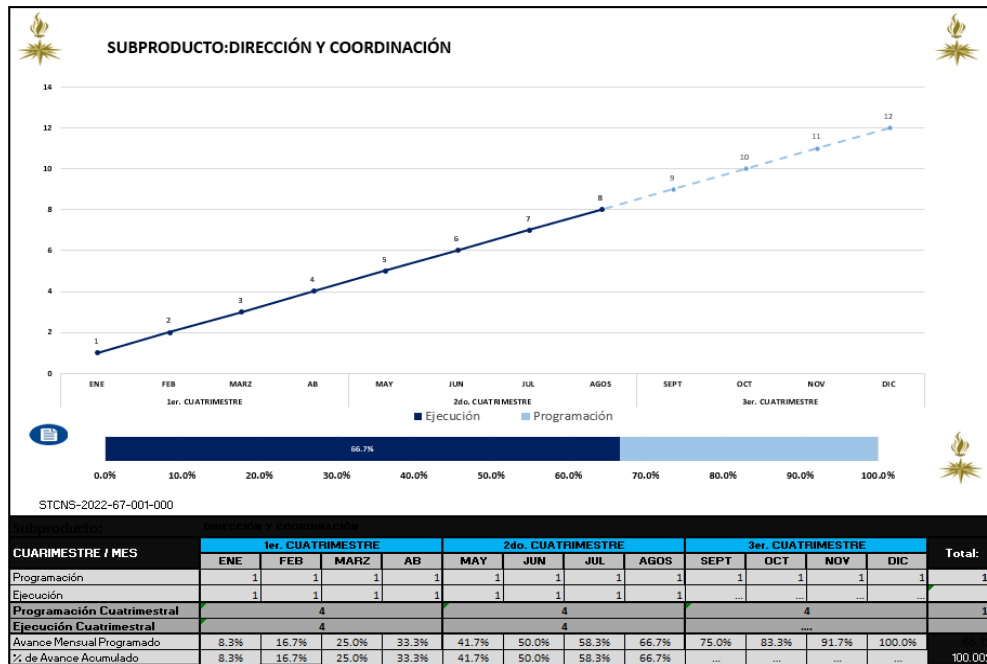 SUBPRODUCTO:DIRECCIÓN Y COORDINACIÓN
14
12
10
8
6
4
2
0
1 2 3 4 5 6 7 8 9 10 11 12
ENE FEB MARZ AB MAY JUN JUL AGOS SEPT OCT NOV DIC
1er. CUATRIMESTRE 2do. CUATRIMESTRE 3er. CUATRIMESTRE
Ejecución Programación
66.7%
0.0% 10.0% 20.0% 30.0% 40.0% 50.0% 60.0% 70.0% 80.0% 90.0% 100.0%
STCNS-2022-67-001-000
Subproducto: DIRECCIÓN Y COORDINACIÓN
CUARIMESTRE / MES 1er. CUATRIMESTRE 2do. CUATRIMESTRE 3er. CUATRIMESTRE Total:
ENE FEB MARZ AB MAY JUN JUL AGOS SEPT OCT NOV DIC
Programación 1 1 1 1 1 1 1 1 1 1 1 1 1
Ejecución 1 1 1 1 1 1 1 1 ... ... ... ...
Programación Cuatrimestral 4 4 4 1
Ejecución Cuatrimestral 4 4 ....
Avance Mensual Programado 8.3% 16.7% 25.0% 33.3% 41.7% 50.0% 58.3% 66.7% 75.0% 83.3% 91.7% 100.0%
% de Avance Acumulado 8.3% 16.7% 25.0% 33.3% 41.7% 50.0% 58.3% 66.7% ... ... ... ... 100.00